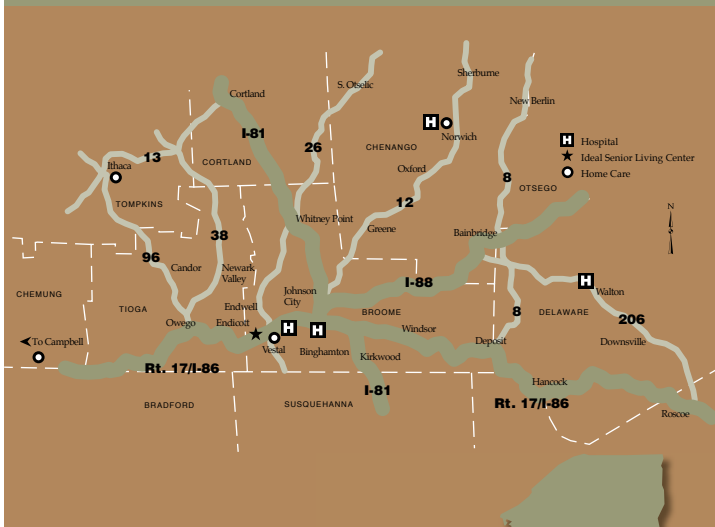 Sherburne
S. Otselic
Cortland
New Berlin
I-81
H
Norwich
H Hospital
26
CHENANGO
★ Ideal Senior Living Center
13
CORTLAND
Ithaca
Oxford
Home Care
8
OTSEGO
TOMPKINS
12
N
Whitney Point
Greene
38
Bainbridge
96
Candor
Newark
Valley
I-88
H
CHEMUNG
Johnson
City
Walton
TIOGA
Endwell
BROOME
8
DELAWARE
206
Owego
Endicott
H
H
Windsor
To Campbell
Vestal
Binghamton
Kirkwood
Deposit
Downsville
Rt. 17/I-86
I-81
Hancock
BRADFORD
SUSQUEHANNA
Rt. 17/I-86
Roscoe